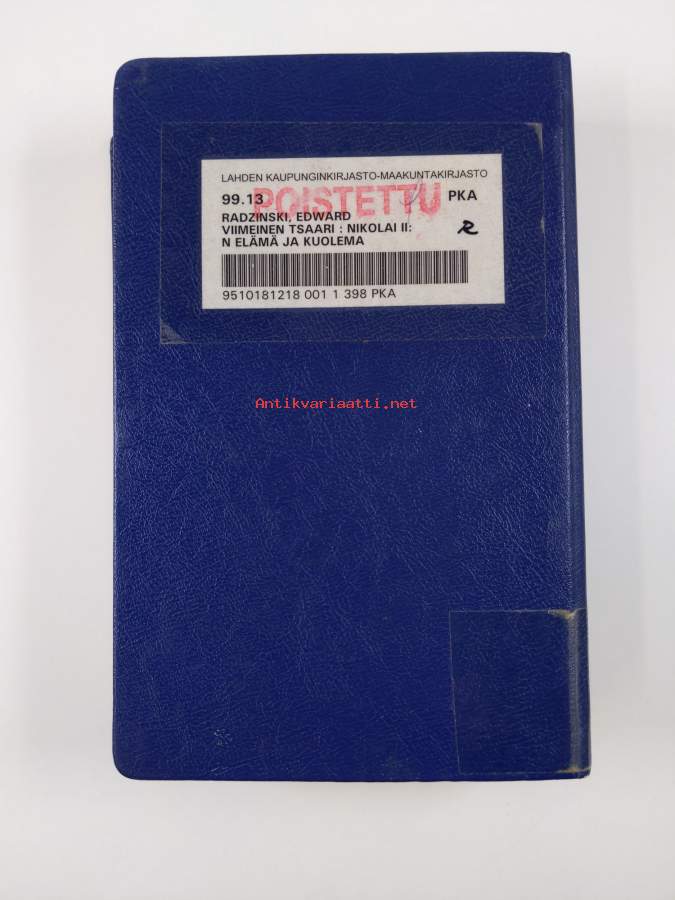 LAHDEN KAUPUNGINKIRJASTO-MAAKUNTAKIRJASTO
99.13 POISTETTU PKA
RADZINSKI, EDWARD
VIIMEINEN TSAARI : NIKOLAI II: R
N ELÄMÄ JA KUOLEMA
9510181218 001 1 398 PKA
Antikvariaatti.net